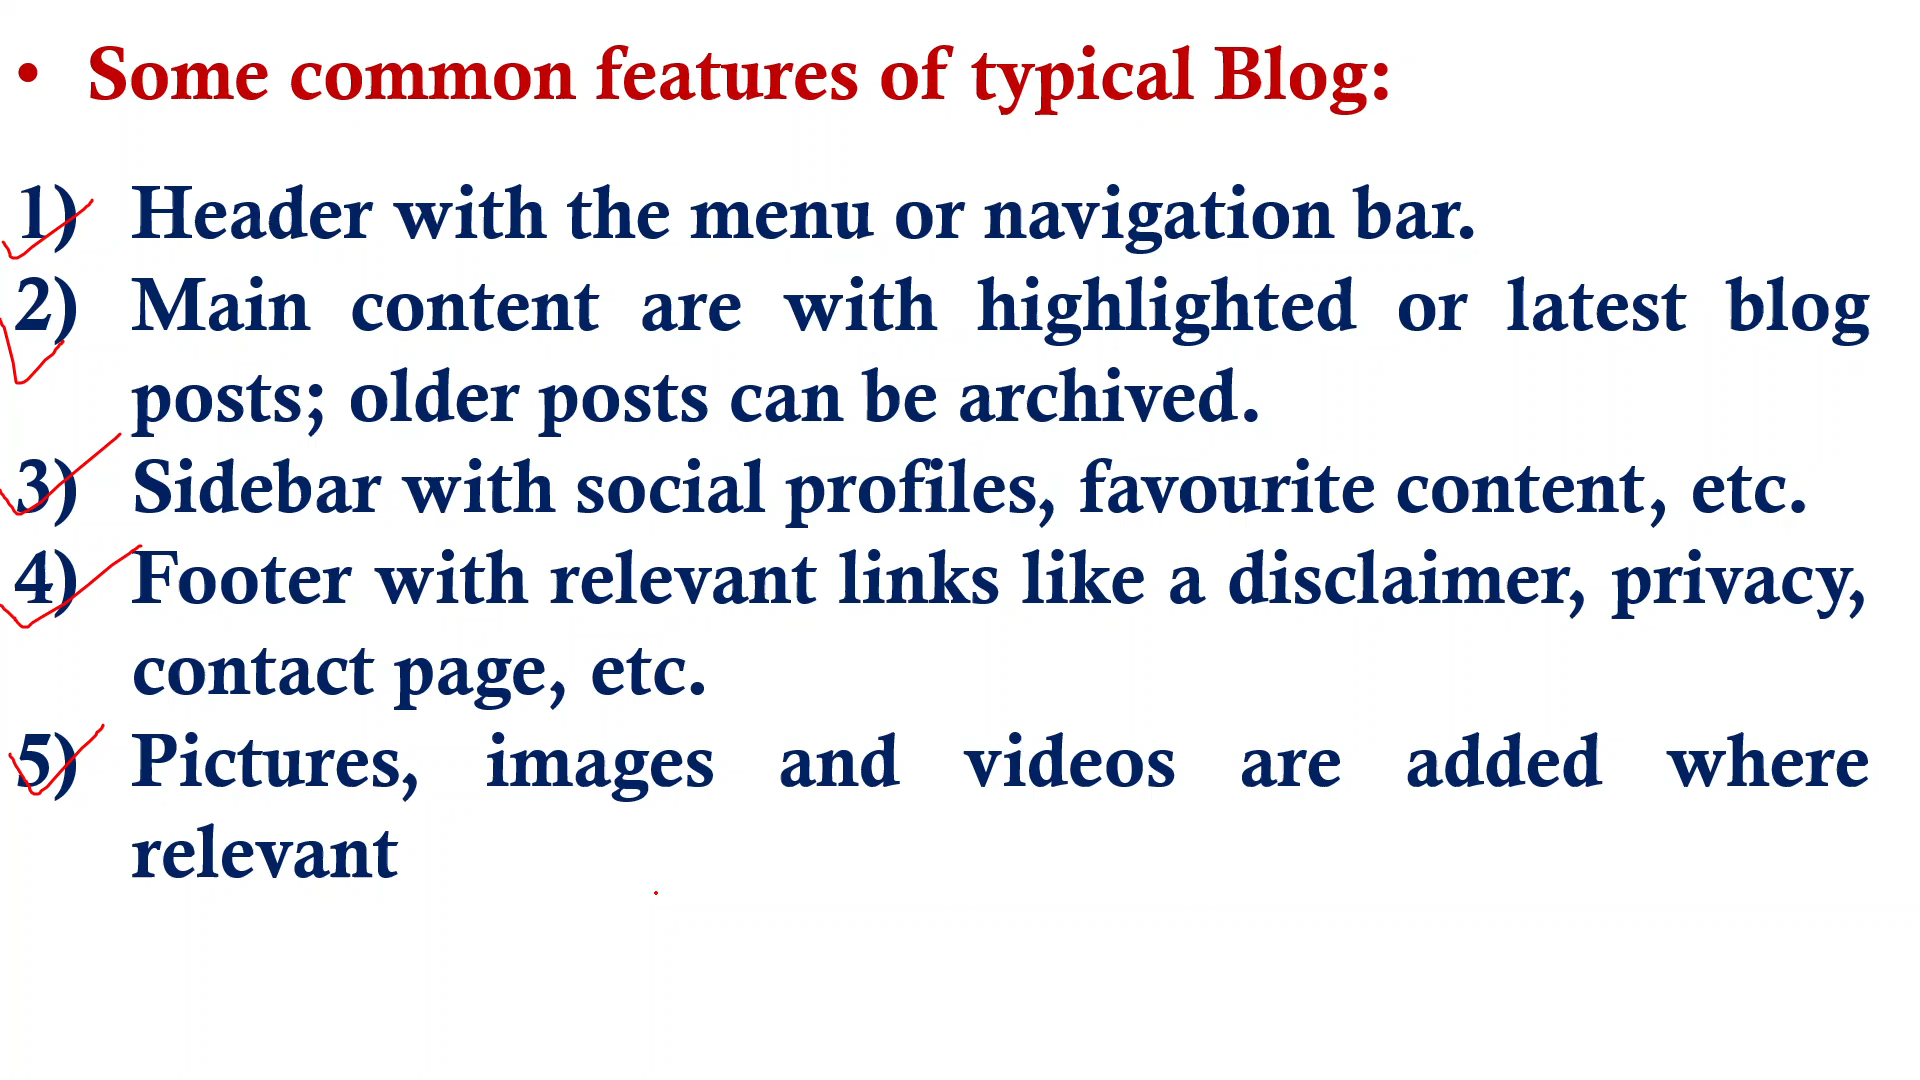 • Some common features of typical Blog:
1) Header with the menu or navigation bar.
2) Main content are with highlighted or latest blog
posts; older posts can be archived.
3) Sidebar with social profiles, favourite content, etc.
4) Footer with relevant links like a disclaimer, privacy,
contact page, etc.
5) Pictures, images and videos are added where
relevant